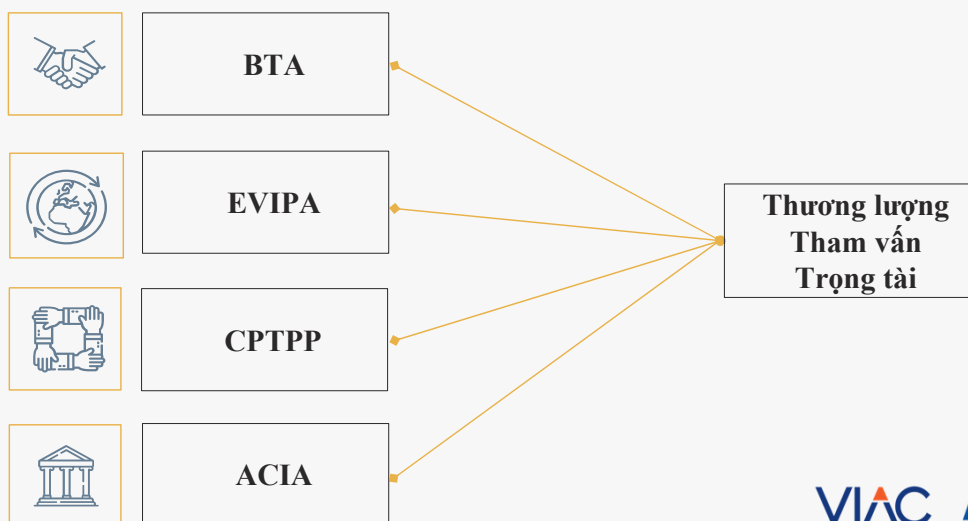 BTA
EVIPA
CPTPP
ACIA
Thương lượng
Tham vấn
Trọng tài
VIAC